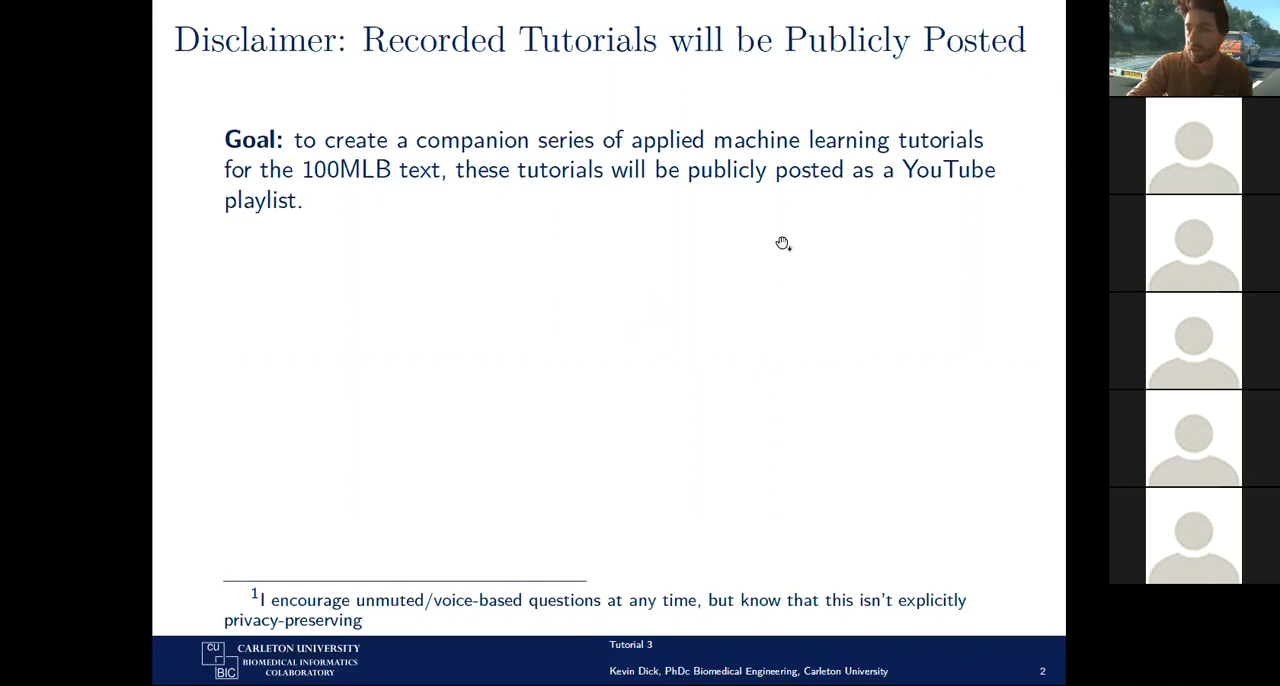 Disclaimer: Recorded Tutorials will be Publicly Posted
Goal: to create a companion series of applied machine learning tutorials
for the 100MLB text, these tutorials will be publicly posted as a YouTube
playlist.
1I encourage unmuted/voice-based questions at any time, but know that this isn't explicitly
privacy-preserving
CU
BIC
CARLETON UNIVERSITY
BIOMEDICAL INFORMATICS
COLABORATORY
Tutorial 3
Kevin Dick, PhDc Biomedical Engineering, Carleton University
2